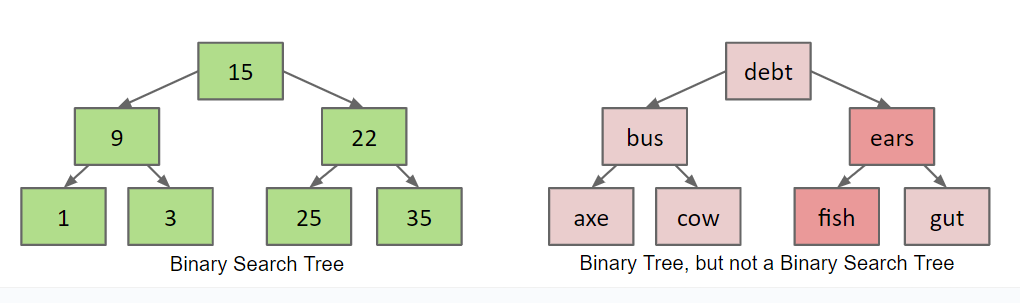 15
debt
9
22
bus
ears
1
3
25
35
axe
cow
fish
gut
Binary Search Tree
Binary Tree, but not a Binary Search Tree